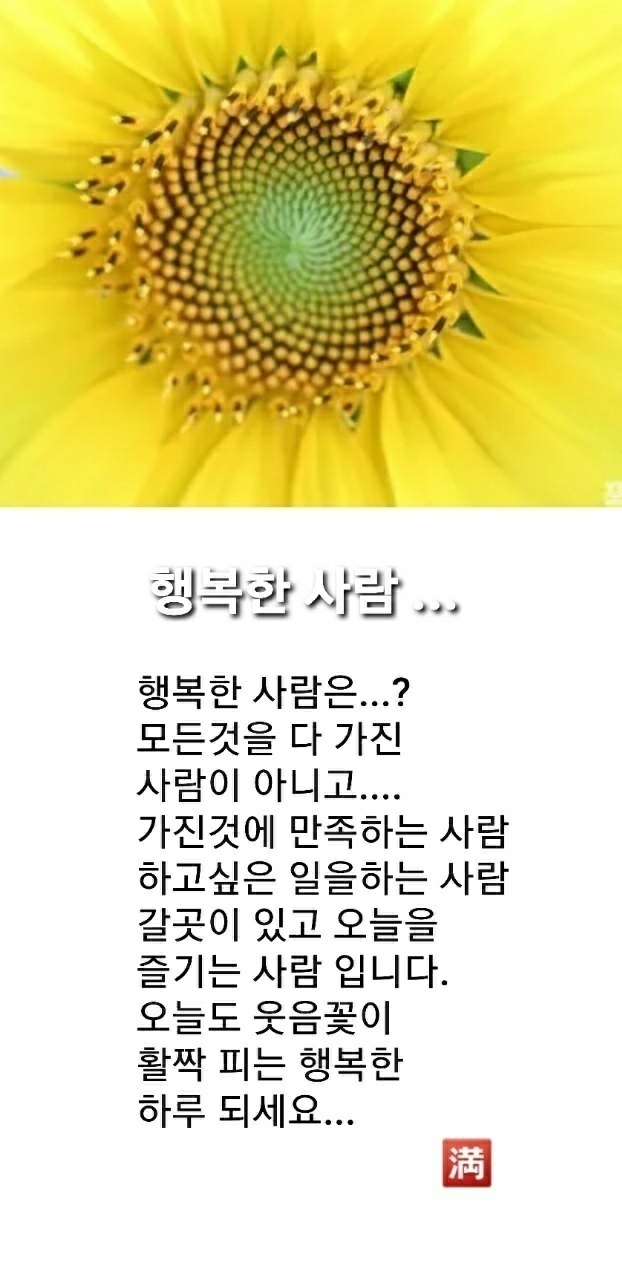 행복한 사람 ...
행복한 사람은...?
모든것을 다 가진
사람이 아니고....
가진것에 만족하는 사람
하고싶은 일을하는 사람
갈곳이 있고 오늘을
즐기는 사람 입니다.
오늘도 웃음꽃이
활짝 피는 행복한
하루 되세요...
満